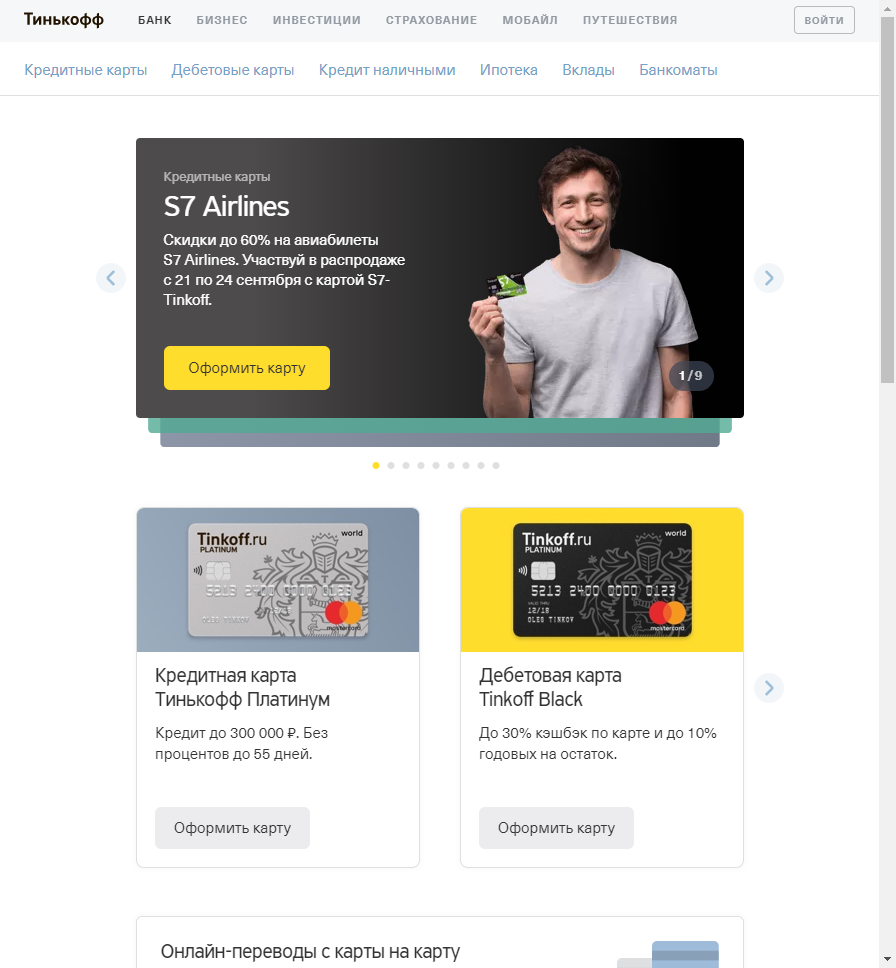 Тинькофф
БАНК
БИЗНЕС
ИНВЕСТИЦИИ
СТРАХОВАНИЕ
МОБАЙЛ
ПУТЕШЕСТВИЯ
ВОЙТИ
Кредитные карты
Дебетовые карты
Кредит наличными
Ипотека
Вклады
Банкоматы
Кредитные карты
S7 Airlines
Скидки до 60% на авиабилеты
S7 Airlines. Участвуй в распродаже
с 21 по 24 сентября с картой S7-
Tinkoff.
Оформить карту
1/9
Tinkoff.ru
PLATINUM
world
5213 2400 0000 0123
OLEG TINKOV
mastercard
Кредитная карта
Тинькофф Платинум
Кредит до 300 000 ₽. Без
процентов до 55 дней.
Оформить карту
Tinkoff.ru
PLATINUM
world
5213 2400 0000 0123
VALID THRU
12/18
OLEG TINKOV
mastercard
Дебетовая карта
Tinkoff Black
До 30% кэшбэк по карте и до 10%
годовых на остаток.
Оформить карту
Онлайн-переводы с карты на карту